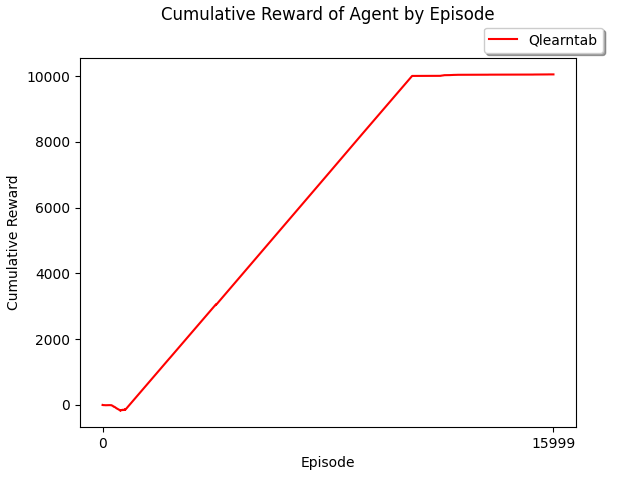 Cumulative Reward of Agent by Episode
Qlearntab
10000
8000
6000
4000
2000
0
Cumulative Reward
0 15999
Episode